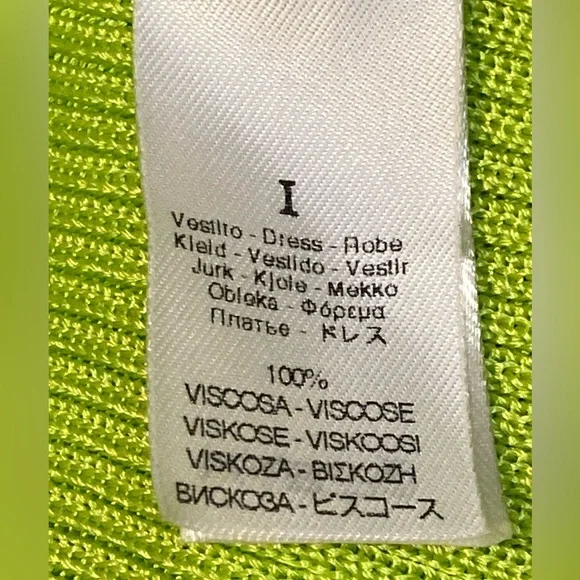 I
Vestito - Dress - Robe
Kleid - Vestido - Vestir
Jurk - Kjole - Mekko
Obleka - Φόρεμα
Платье - ドレス
100%
VISCOSA - VISCOSE
VISKOSE - VISKOOSI
VISKOZA - ΒΙΣΚΟΖΗ
ВИСКОЗА - ビスコース